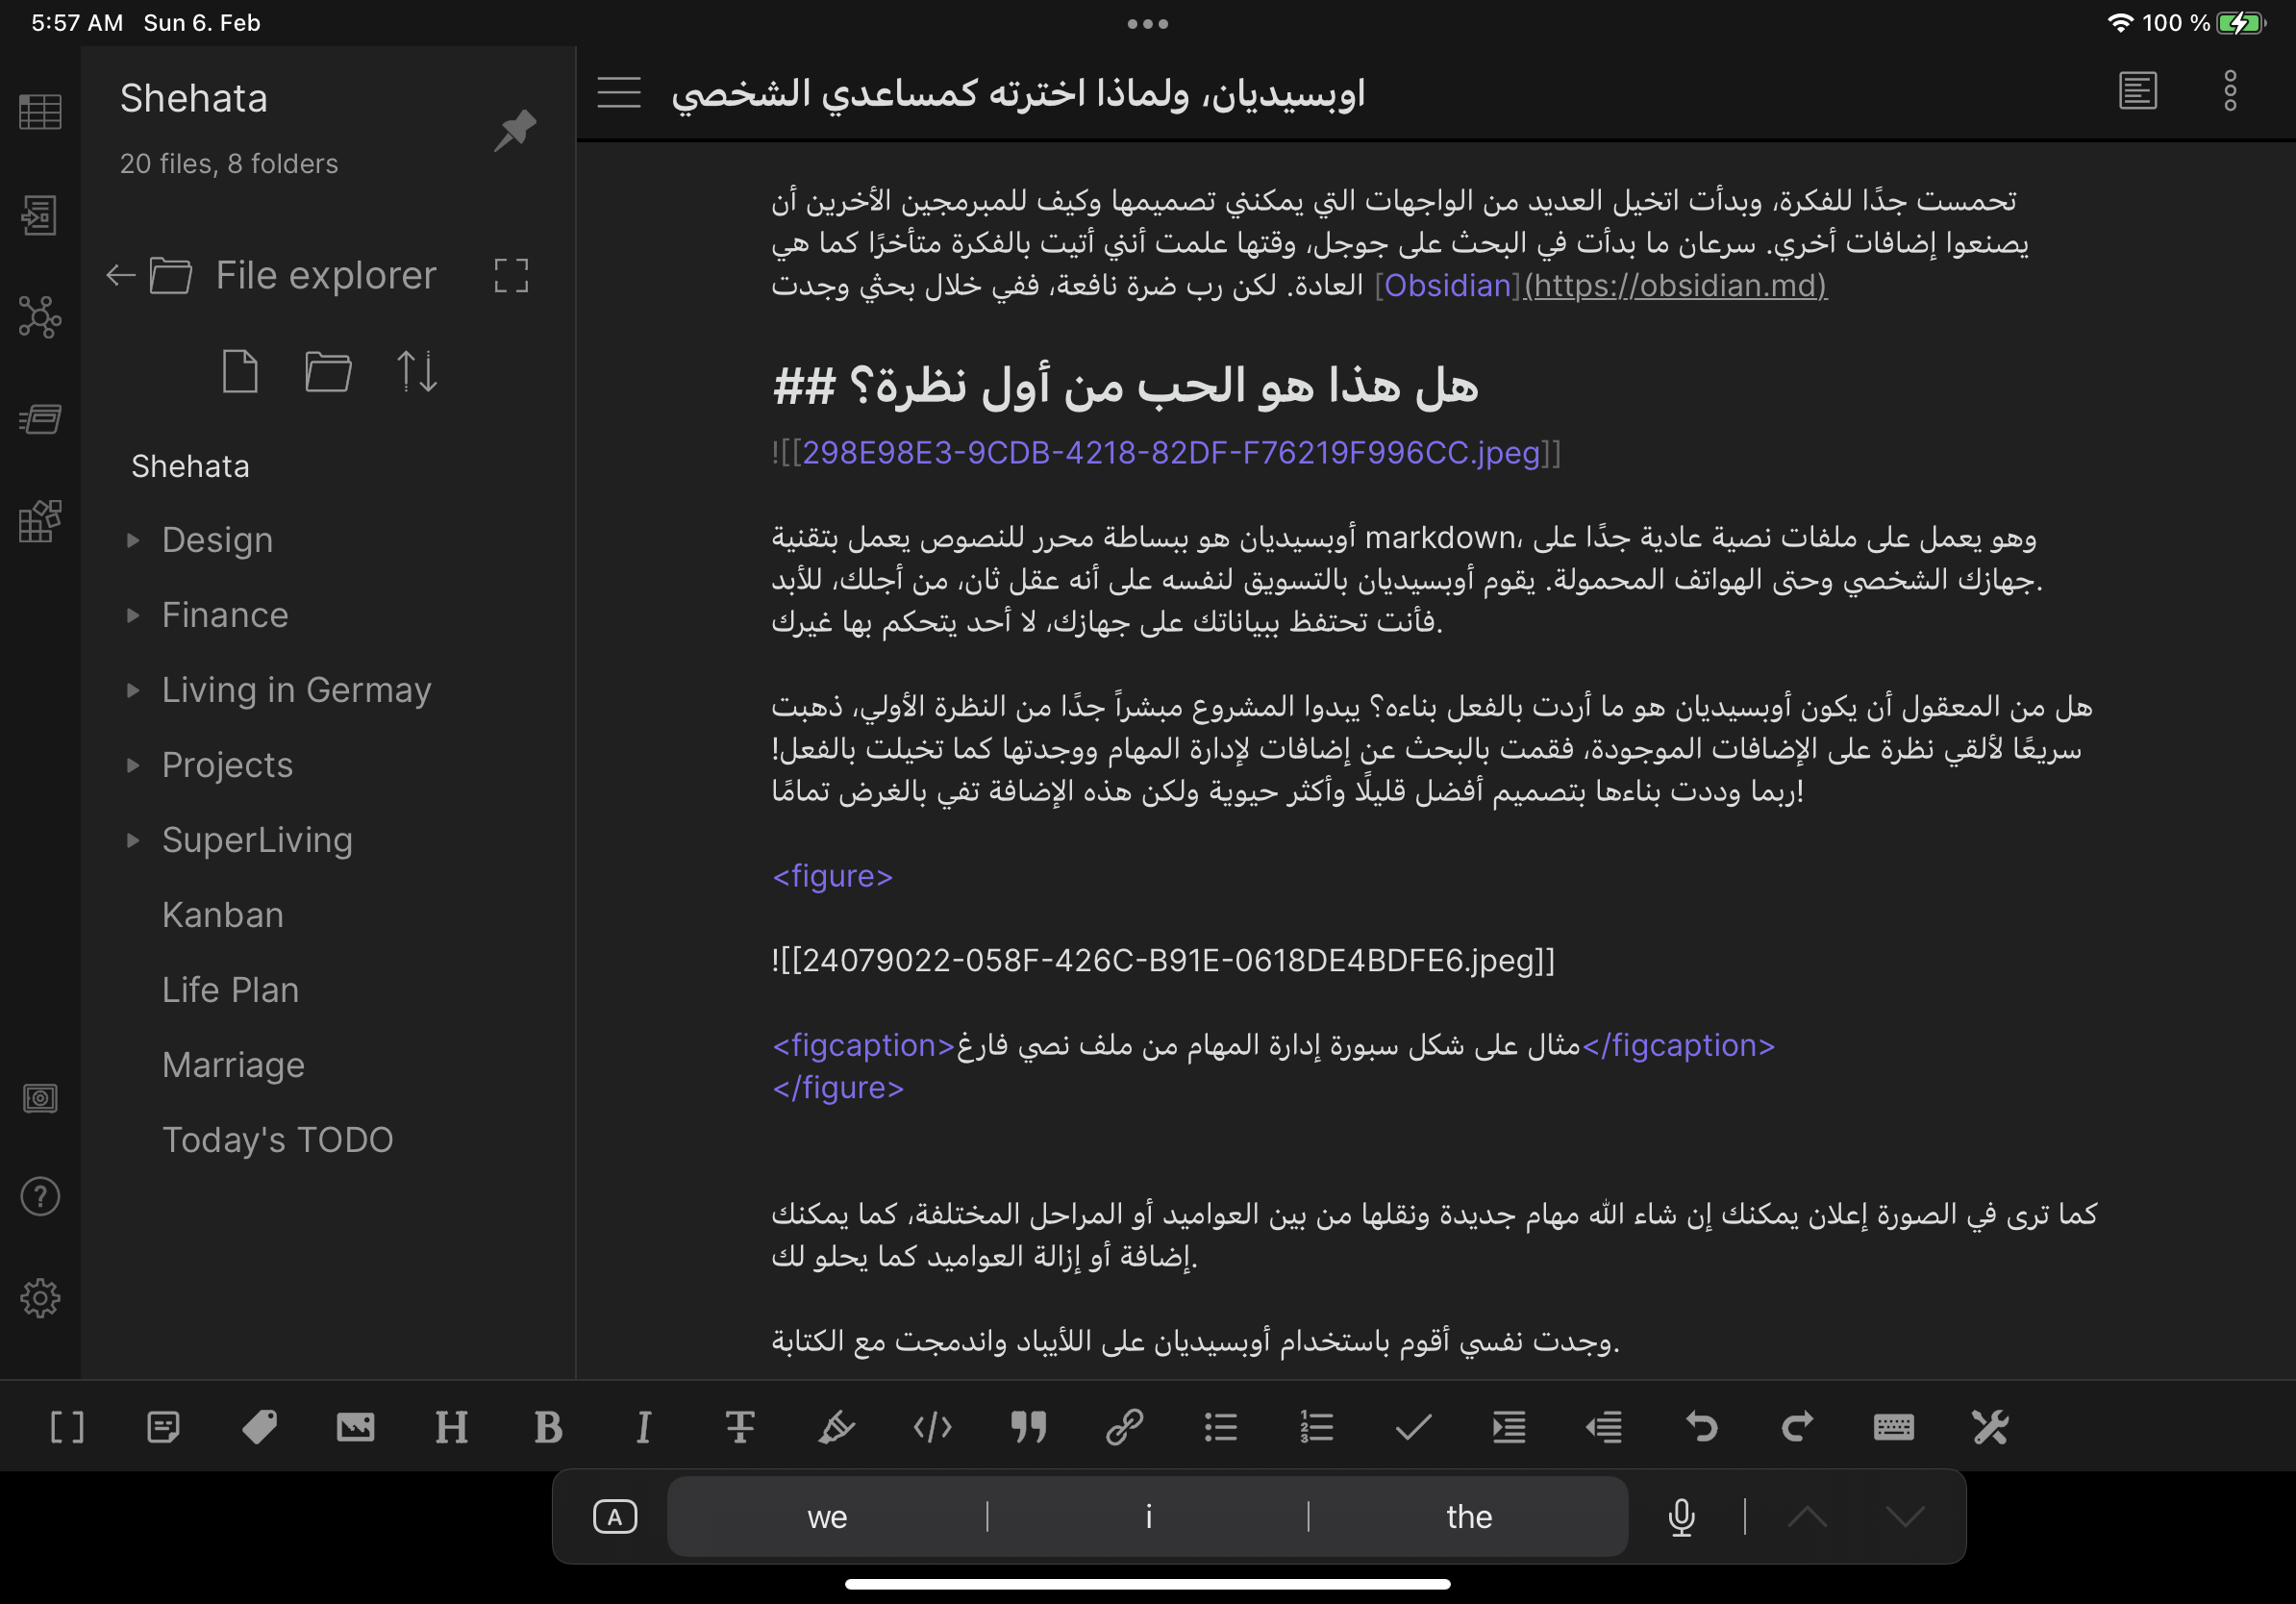 5:57 AM Sun 6. Feb
100 %
Shehata
20 files, 8 folders
File explorer
Shehata
Design
Finance
Living in Germay
Projects
SuperLiving
Kanban
Life Plan
Marriage
Today's TODO
اوبسيديان، ولماذا اخترته كمساعدي الشخصي
تحمست جدًا للفكرة، وبدأت اتخيل العديد من الواجهات التي يمكنني تصميمها وكيف للمبرمجين الأخرين أن
يصنعوا إضافات أخري. سرعان ما بدأت في البحث على جوجل، وقتها علمت أنني أتيت بالفكرة متأخرًا كما هي
العادة. لكن رب ضرة نافعة، ففي خلال بحثي وجدت [Obsidian](https://obsidian.md)
## هل هذا هو الحب من أول نظرة؟
![[298E98E3-9CDB-4218-82DF-F76219F996CC.jpeg]]
أوبسيديان هو ببساطة محرر للنصوص يعمل بتقنية markdown، وهو يعمل على ملفات نصية عادية جدًا على
جهازك الشخصي وحتى الهواتف المحمولة. يقوم أوبسيديان بالتسويق لنفسه على أنه عقل ثان، من أجلك، للأبد.
فأنت تحتفظ ببياناتك على جهازك، لا أحد يتحكم بها غيرك.
هل من المعقول أن يكون أوبسيديان هو ما أردت بالفعل بناءه؟ يبدوا المشروع مبشراً جدًا من النظرة الأولي، ذهبت
سريعًا لألقي نظرة على الإضافات الموجودة، فقمت بالبحث عن إضافات لإدارة المهام ووجدتها كما تخيلت بالفعل!
ربما وددت بناءها بتصميم أفضل قليلًا وأكثر حيوية ولكن هذه الإضافة تفي بالغرض تمامًا!
<figure>
![[24079022-058F-426C-B91E-0618DE4BDFE6.jpeg]]
<figcaption>مثال على شكل سبورة إدارة المهام من ملف نصي فارغ</figcaption>
</figure>
كما ترى في الصورة إعلان يمكنك إن شاء الله مهام جديدة ونقلها من بين العواميد أو المراحل المختلفة، كما يمكنك
إضافة أو إزالة العواميد كما يحلو لك.
وجدت نفسي أقوم باستخدام أوبسيديان على اللأيباد واندمجت مع الكتابة.
we i the